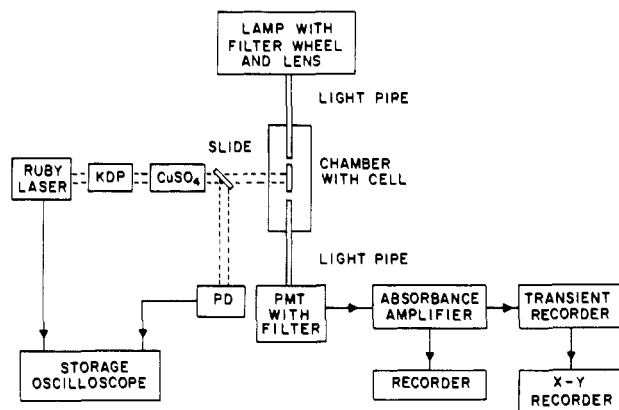 LAMP WITH
FILTER WHEEL
AND LENS
LIGHT PIPE
SLIDE
RUBY
LASER
KDP
CuSO4
CHAMBER
WITH CELL
LIGHT PIPE
PD
PMT
WITH
FILTER
ABSORBANCE
AMPLIFIER
TRANSIENT
RECORDER
STORAGE
OSCILLOSCOPE
RECORDER
X-Y
RECORDER